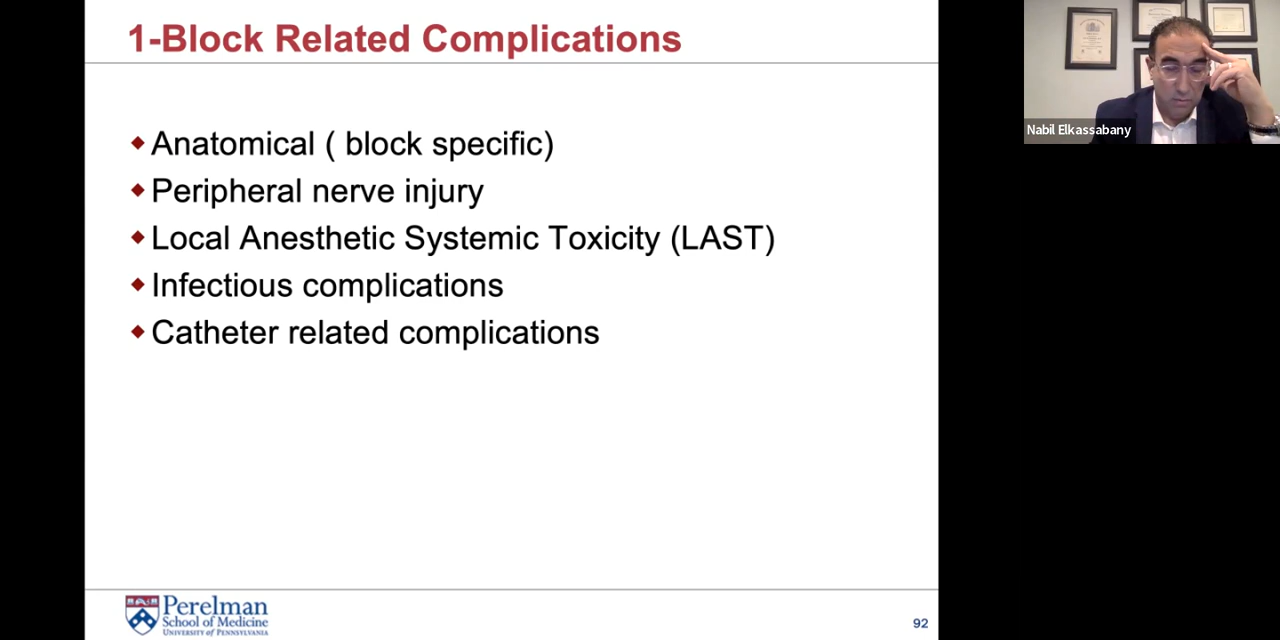 1-Block Related Complications
Anatomical ( block specific)
Peripheral nerve injury
Local Anesthetic Systemic Toxicity (LAST)
Infectious complications
Catheter related complications
Perelman
School of Medicine
UNIVERSITY of PENNSYLVANIA
92
Nabil Elkassabany